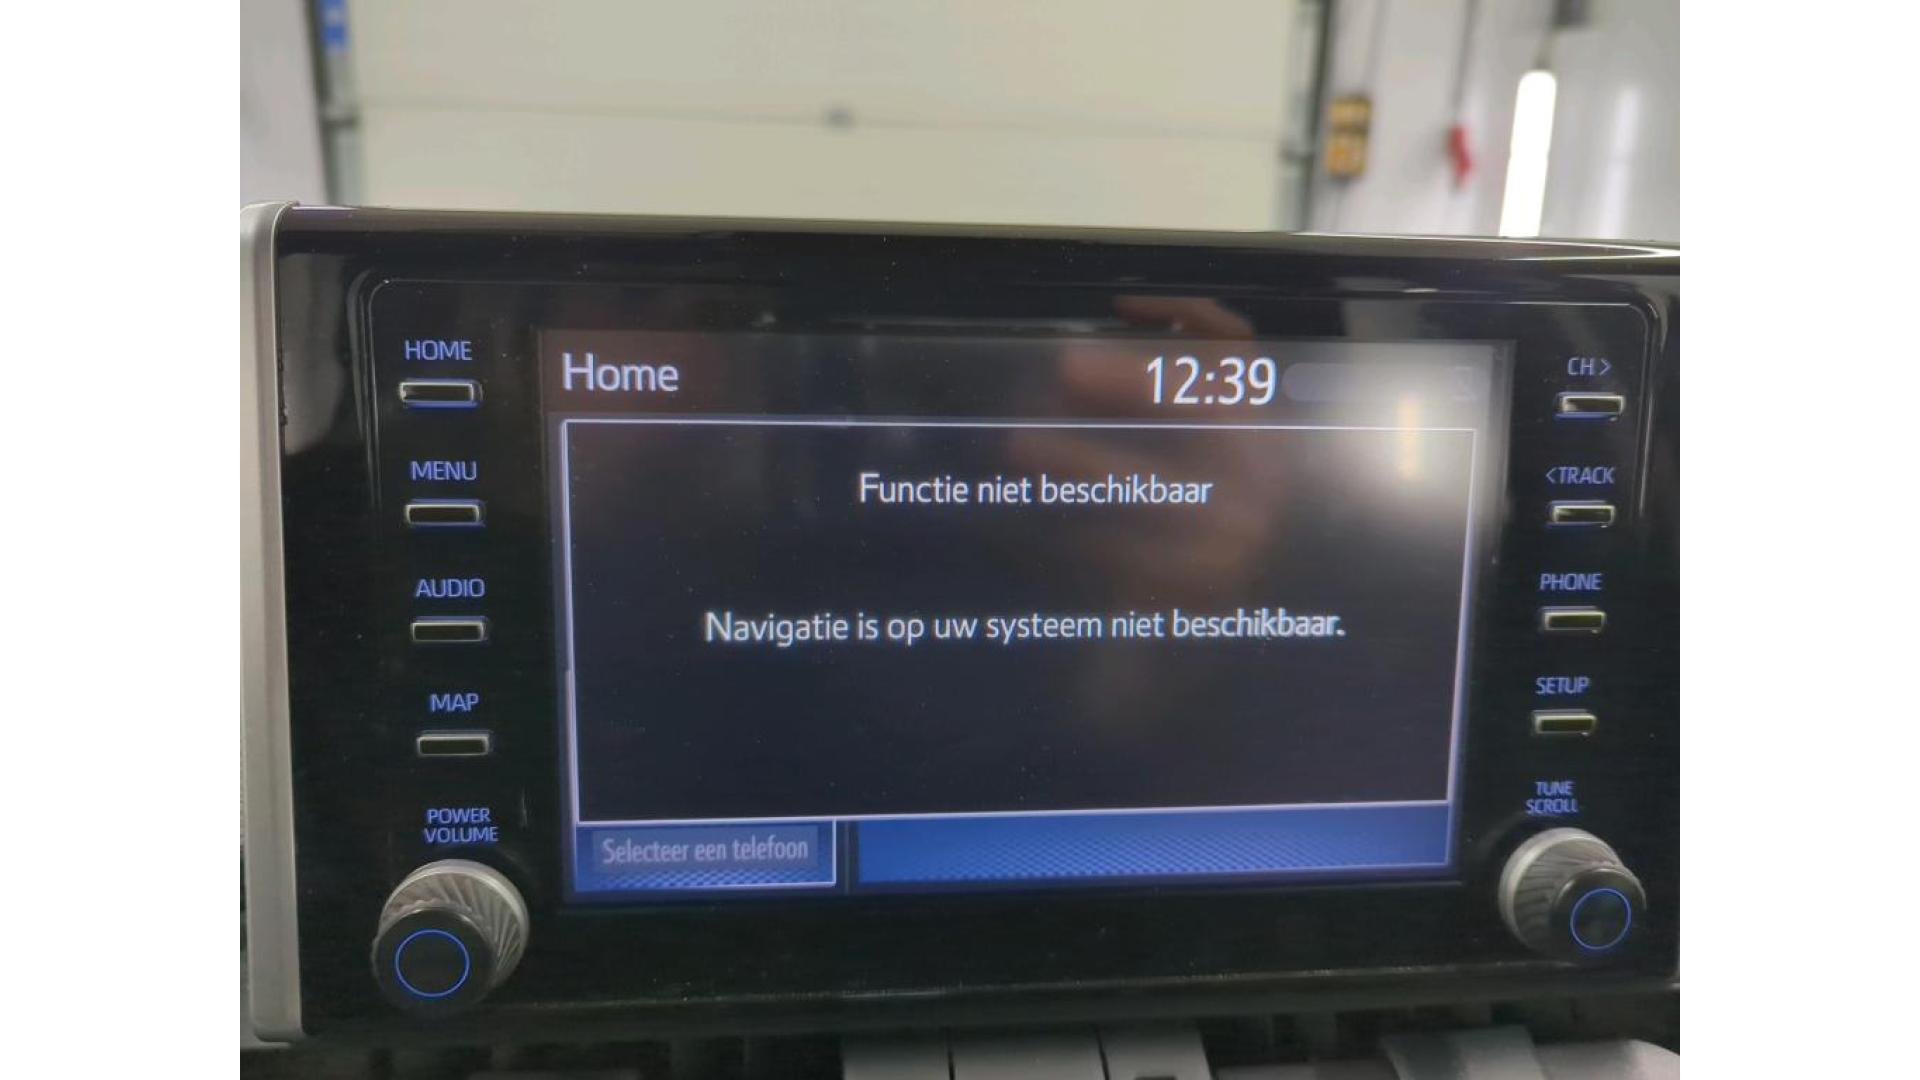 HOME
MENU
AUDIO
MAP
POWER
VOLUME
Home
12:39
Functie niet beschikbaar
Navigatie is op uw systeem niet beschikbaar.
Selecteer een telefoon
CH >
< TRACK
PHONE
SETUP
TUNE
SCROLL